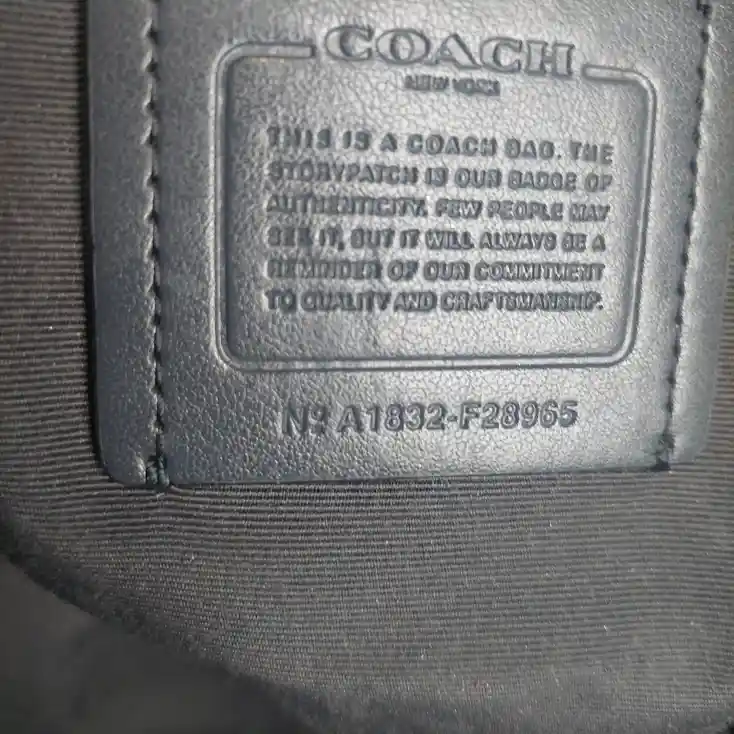 COACH
NEW YORK
THIS IS A COACH BAG. THE
STORYPATCH IS OUR BADGE OF
AUTHENTICITY. FEW PEOPLE MAY
SEE IT, BUT IT WILL ALWAYS BE A
REMINDER OF OUR COMMITMENT
TO QUALITY AND CRAFTSMANSHIP.
Nº A1832-F28965